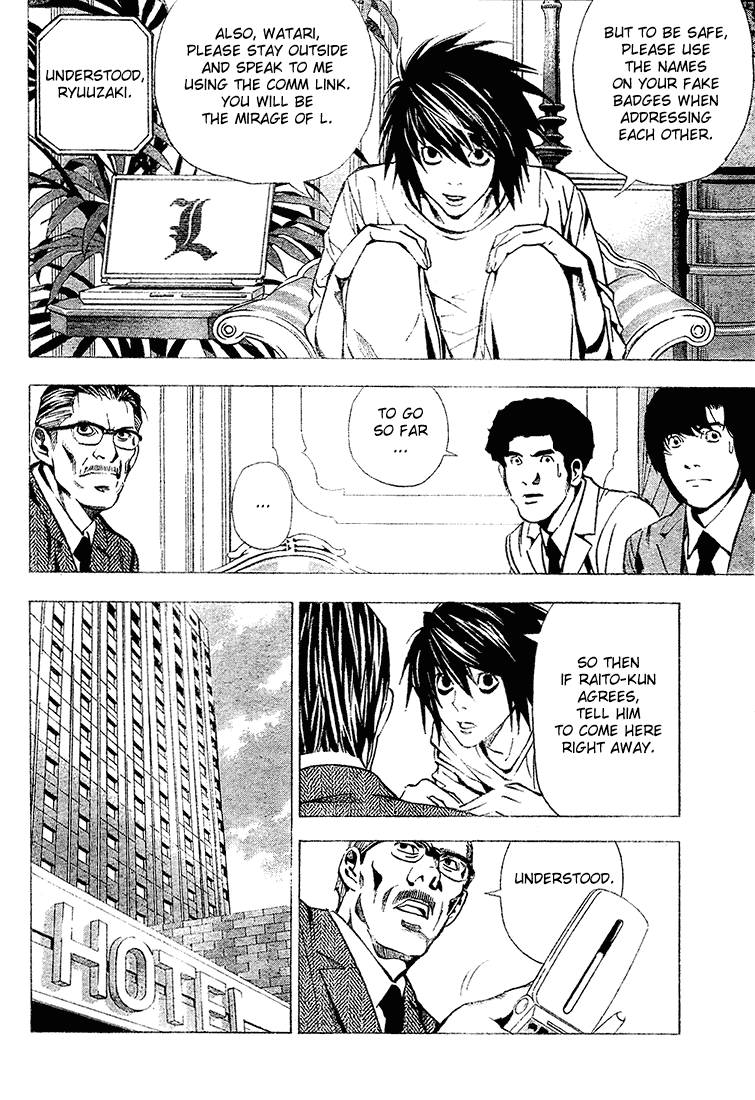 BUT TO BE SAFE,
PLEASE USE
THE NAMES
ON YOUR FAKE
BADGES WHEN
ADDRESSING
EACH OTHER.
ALSO, WATARI,
PLEASE STAY OUTSIDE
AND SPEAK TO ME
USING THE COMM LINK.
YOU WILL BE
THE MIRAGE OF L.
UNDERSTOOD,
RYUUZAKI.
L
TO GO
SO FAR
...
...
SO THEN
IF RAITO-KUN
AGREES,
TELL HIM
TO COME HERE
RIGHT AWAY.
UNDERSTOOD.
HOTEL